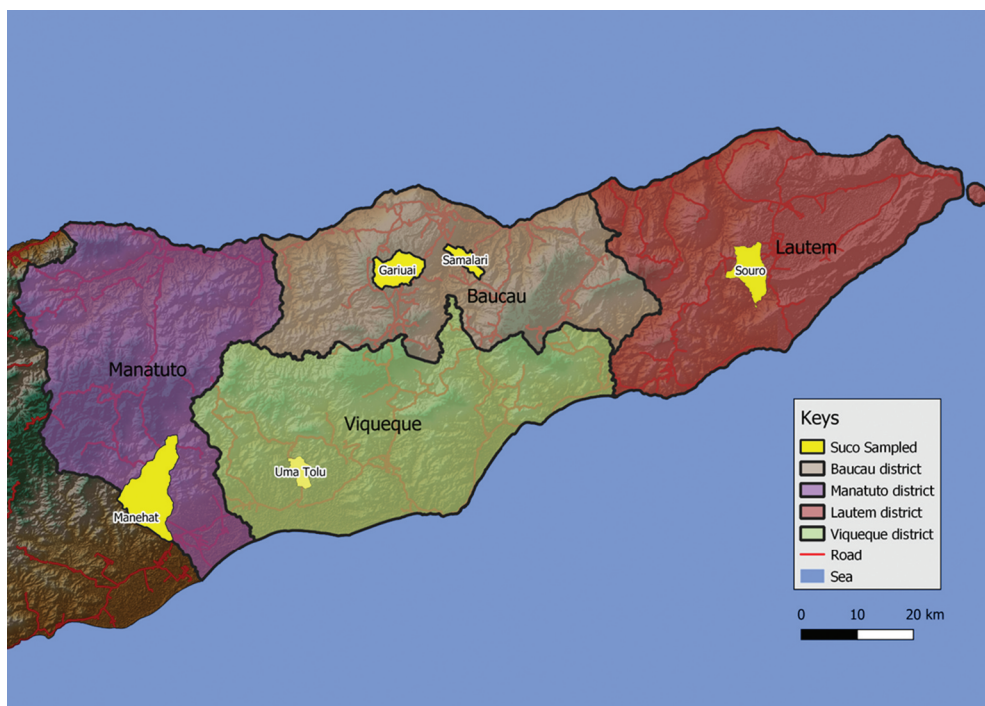 Lautem
Souro
Samalari
Gariuai
Baucau
Manatuto
Viqueque
Uma Tolu
Manehat
Keys
Suco Sampled
Baucau district
Manatuto district
Lautem district
Viqueque district
Road
Sea
0 10 20 km